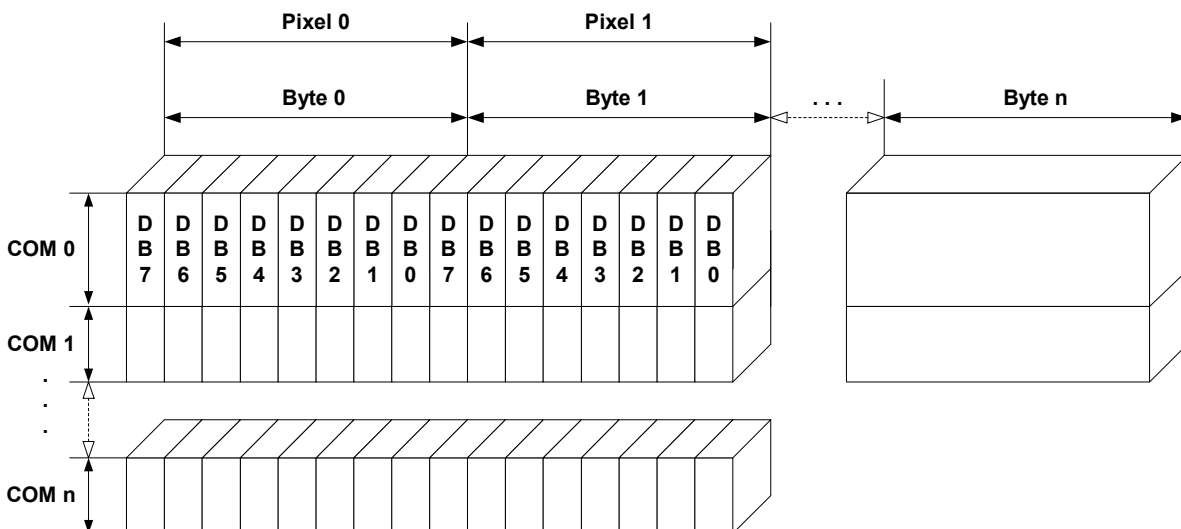 Pixel 0 Pixel 1
Byte 0 Byte 1 . . . Byte n
COM 0
D D D D D D D D D D D D D D D D
B B B B B B B B B B B B B B B B
7 6 5 4 3 2 1 0 7 6 5 4 3 2 1 0
COM 1
.
.
.
COM n